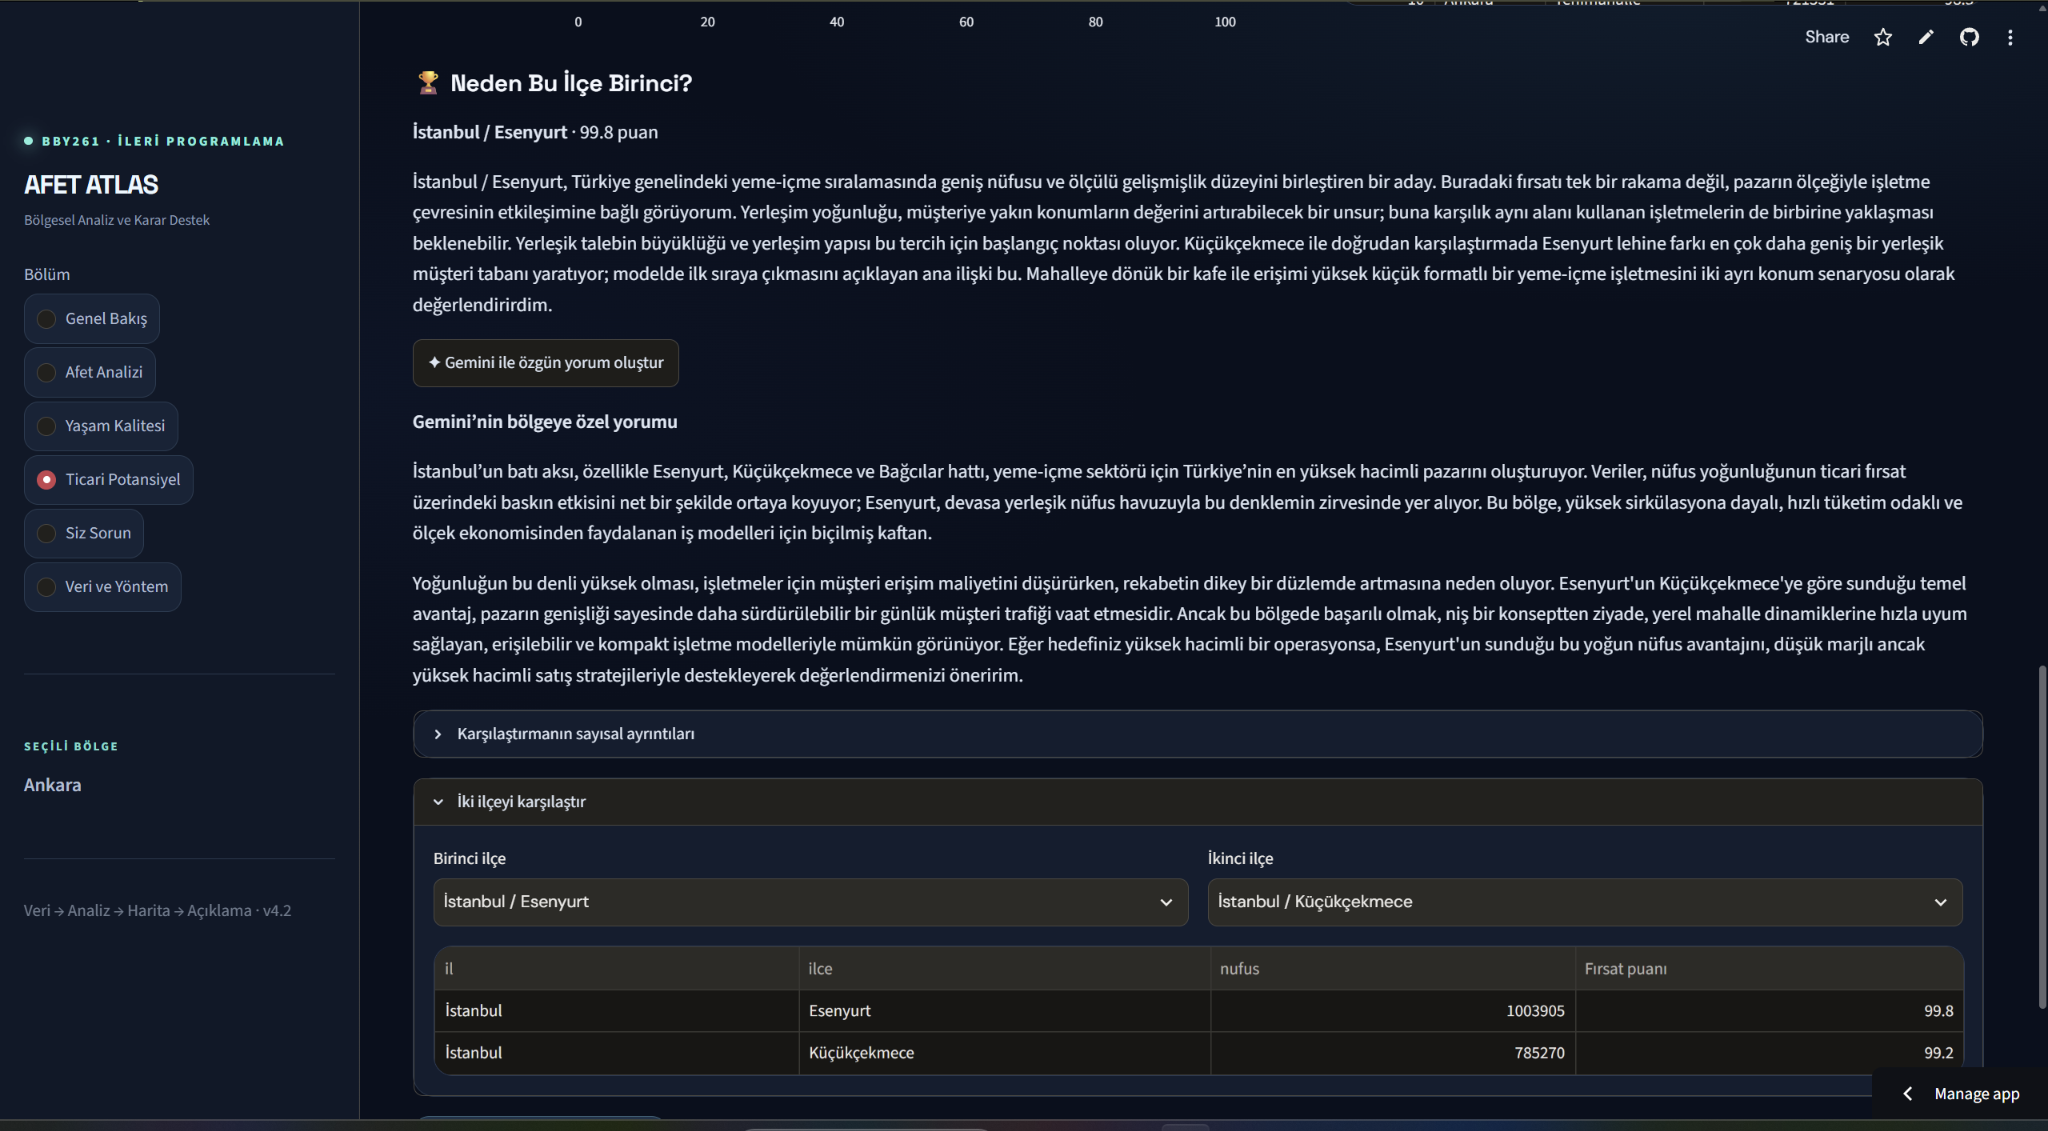 BBY261 · İLERİ PROGRAMLAMA
AFET ATLAS
Bölgesel Analiz ve Karar Destek
Bölüm
Genel Bakış
Afet Analizi
Yaşam Kalitesi
Ticari Potansiyel
Siz Sorun
Veri ve Yöntem
SEÇİLİ BÖLGE
Ankara
Veri → Analiz → Harita → Açıklama · v4.2
0 20 40 60 80 100
Share
🏆 Neden Bu İlçe Birinci?
İstanbul / Esenyurt · 99.8 puan
İstanbul / Esenyurt, Türkiye genelindeki yeme-içme sıralamasında geniş nüfusu ve ölçülü gelişmişlik düzeyini birleştiren bir aday. Buradaki fırsatı tek bir rakama değil, pazarın ölçeğiyle işletme
çevresinin etkileşimine bağlı görüyorum. Yerleşim yoğunluğu, müşteriye yakın konumların değerini artırabilecek bir unsur; buna karşılık aynı alanı kullanan işletmelerin de birbirine yaklaşması
beklenebilir. Yerleşik talebin büyüklüğü ve yerleşim yapısı bu tercih için başlangıç noktası oluyor. Küçükçekmece ile doğrudan karşılaştırmada Esenyurt lehine farkı en çok daha geniş bir yerleşik
müşteri tabanı yaratıyor; modelde ilk sıraya çıkmasını açıklayan ana ilişki bu. Mahalleye dönük bir kafe ile erişimi yüksek küçük formatlı bir yeme-içme işletmesini iki ayrı konum senaryosu olarak
değerlendirirdim.
✦ Gemini ile özgün yorum oluştur
Gemini’nin bölgeye özel yorumu
İstanbul’un batı aksı, özellikle Esenyurt, Küçükçekmece ve Bağcılar hattı, yeme-içme sektörü için Türkiye’nin en yüksek hacimli pazarını oluşturuyor. Veriler, nüfus yoğunluğunun ticari fırsat
üzerindeki baskın etkisini net bir şekilde ortaya koyuyor; Esenyurt, devasa yerleşik nüfus havuzuyla bu denklemin zirvesinde yer alıyor. Bu bölge, yüksek sirkülasyona dayalı, hızlı tüketim odaklı ve
ölçek ekonomisinden faydalanan iş modelleri için biçilmiş kaftan.
Yoğunluğun bu denli yüksek olması, işletmeler için müşteri erişim maliyetini düşürürken, rekabetin dikey bir düzlemde artmasına neden oluyor. Esenyurt'un Küçükçekmece'ye göre sunduğu temel
avantaj, pazarın genişliği sayesinde daha sürdürülebilir bir günlük müşteri trafiği vaat etmesidir. Ancak bu bölgede başarılı olmak, niş bir konseptten ziyade, yerel mahalle dinamiklerine hızla uyum
sağlayan, erişilebilir ve kompakt işletme modelleriyle mümkün görünüyor. Eğer hedefiniz yüksek hacimli bir operasyonsa, Esenyurt'un sunduğu bu yoğun nüfus avantajını, düşük marjlı ancak
yüksek hacimli satış stratejileriyle destekleyerek değerlendirmenizi öneririm.
Karşılaştırmanın sayısal ayrıntıları
İki ilçeyi karşılaştır
Birinci ilçe İkinci ilçe
İstanbul / Esenyurt İstanbul / Küçükçekmece
il ilce nufus Fırsat puanı
İstanbul Esenyurt 1003905 99.8
İstanbul Küçükçekmece 785270 99.2
Manage app